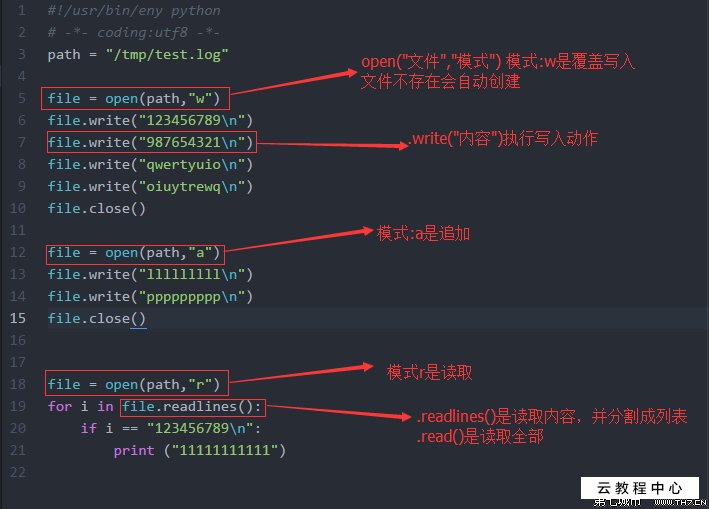 1 #!/usr/bin/eny python
2 # -*- coding:utf8 -*-
3 path = "/tmp/test.log"
open("文件","模式") 模式:w是覆盖写入
4
文件不存在会自动创建
5 file = open(path,"w")
6 file.write("123456789\n")
7 file.write("987654321\n")
.write("内容")执行写入动作
8 file.write("qwertyuio\n")
9 file.write("oiuytrewq\n")
10 file.close()
11
模式:a是追加
12 file = open(path,"a")
13 file.write("lllllllll\n")
14 file.write("ppppppppp\n")
15 file.close()
16
17
模式r是读取
18 file = open(path,"r")
19 for i in file.readlines():
.readlines()是读取内容，并分割成列表
20 if i == "123456789\n":
.read()是读取全部
21 print ("11111111111")
22
云教程中心
第七城市 WWW.TH7.CN